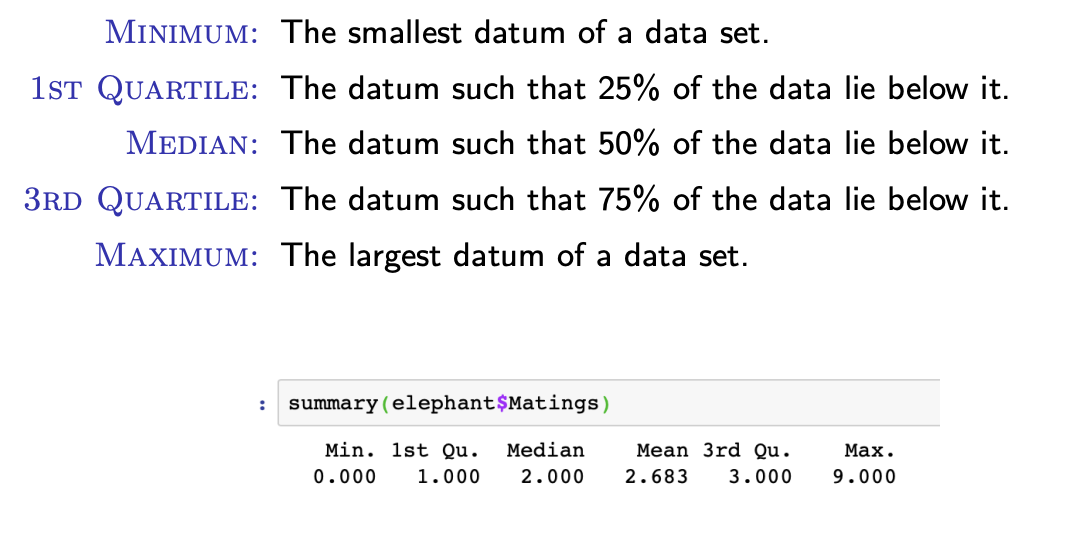 MINIMUM: The smallest datum of a data set.
1ST QUARTILE: The datum such that 25% of the data lie below it.
MEDIAN: The datum such that 50% of the data lie below it.
3RD QUARTILE: The datum such that 75% of the data lie below it.
MAXIMUM: The largest datum of a data set.
: summary(elephant$Matings)
Min. 1st Qu. Median Mean 3rd Qu. Max.
0.000 1.000 2.000 2.683 3.000 9.000